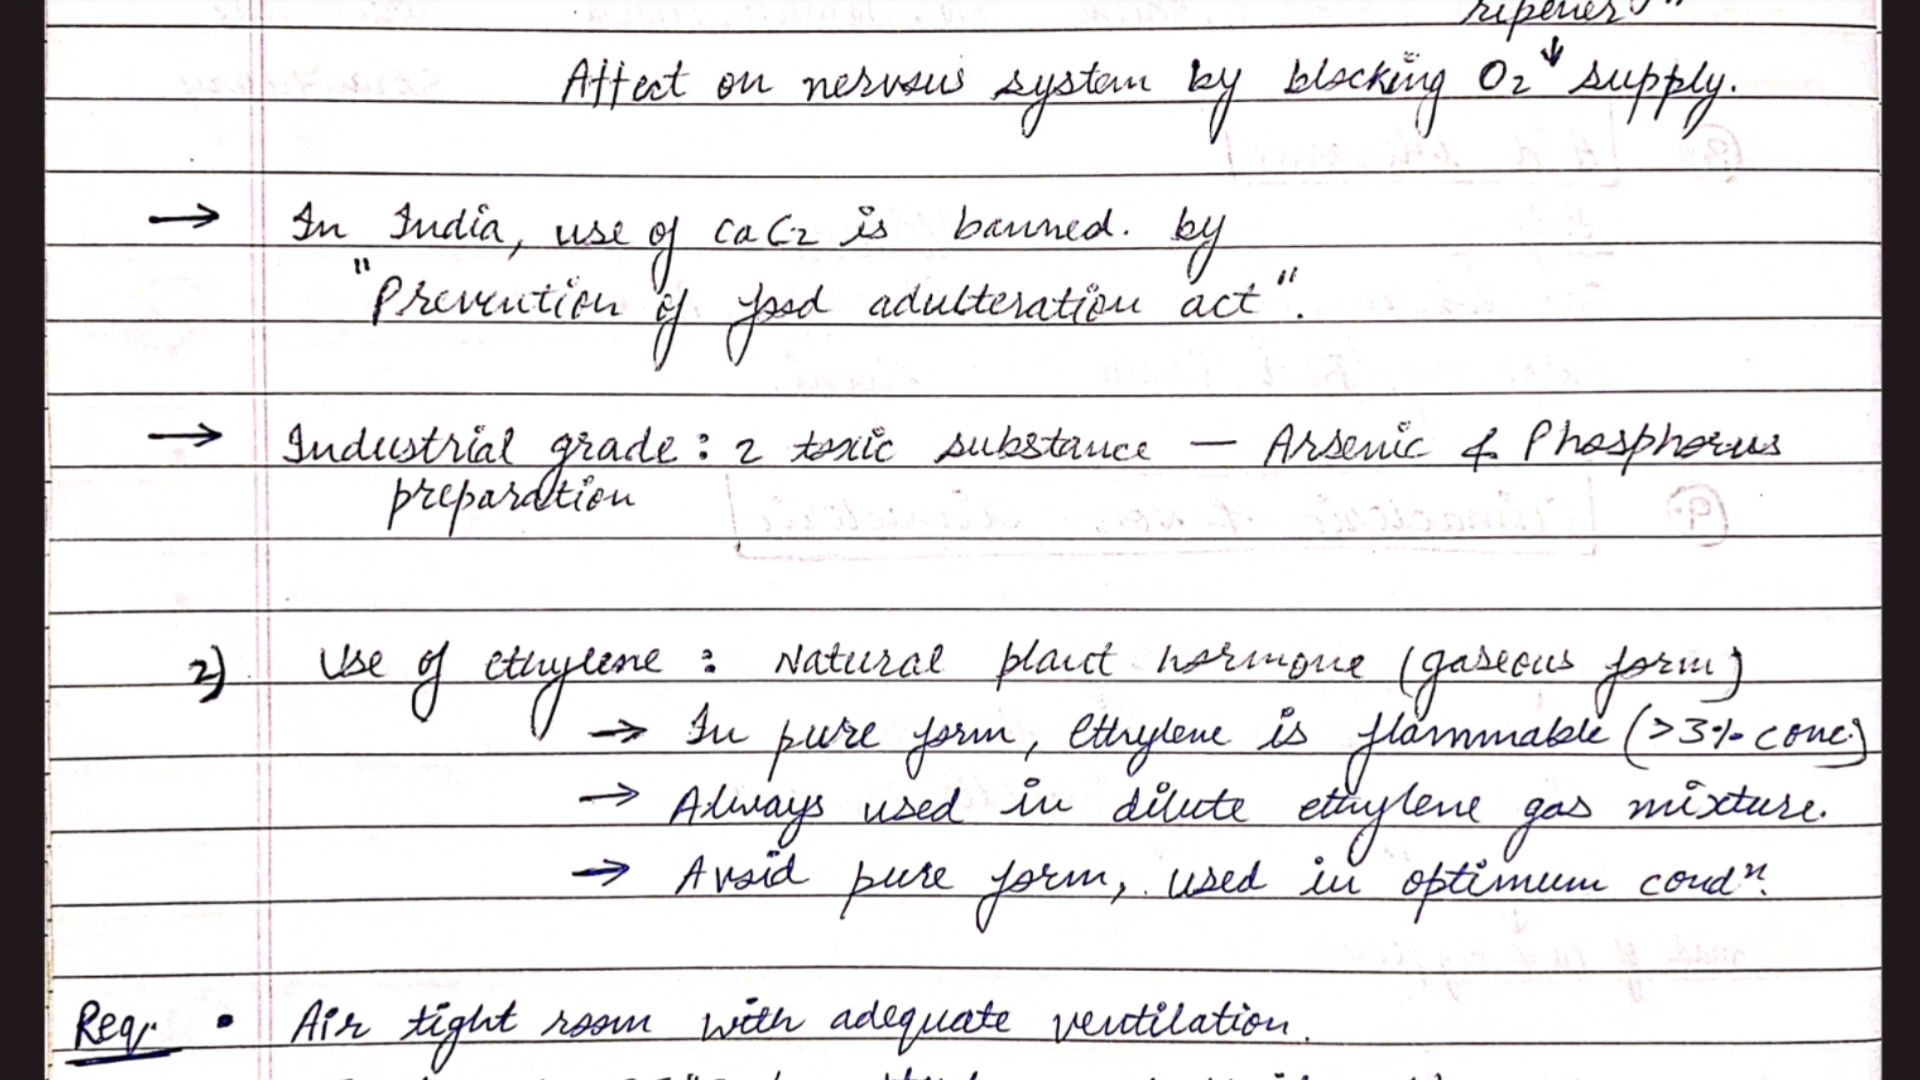 ripener"
Affect on nervous system by blocking O₂ ↓ supply.
→ In India, use of CaC₂ is banned. by
"Prevention of food adulteration act".
→ Industrial grade : 2 toxic substance — Arsenic & Phosphorus
preparation
2) Use of ethylene : Natural plant hormone (gaseous form)
→ In pure form, Ethylene is flammable (>3% conc.)
→ Always used in dilute ethylene gas mixture.
→ Avoid pure form, used in optimum condⁿ.
Req. • Air tight room with adequate ventilation.